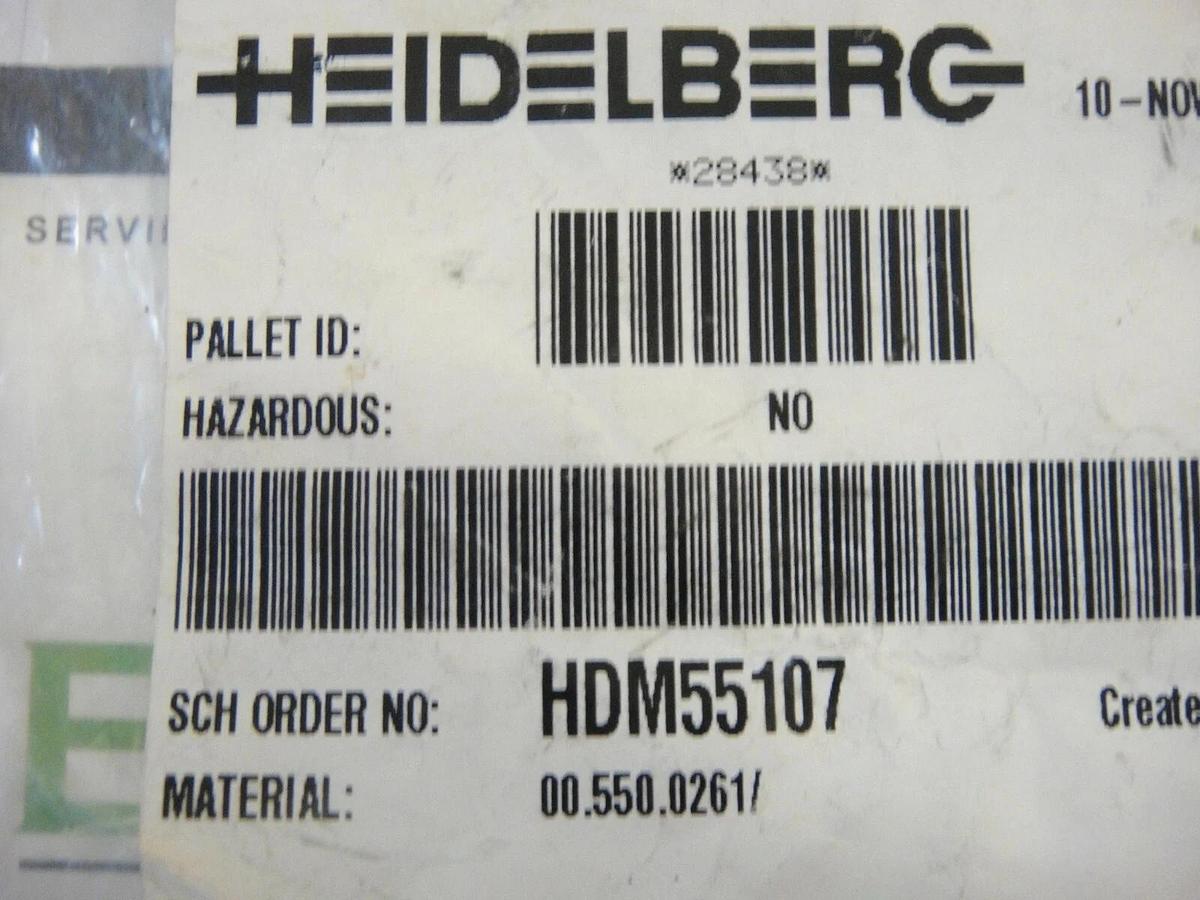 HEIDELBERG
10-NOV
*28438*
SERVI
PALLET ID:
HAZARDOUS: NO
SCH ORDER NO: HDM55107 Create
MATERIAL: 00.550.0261/
E